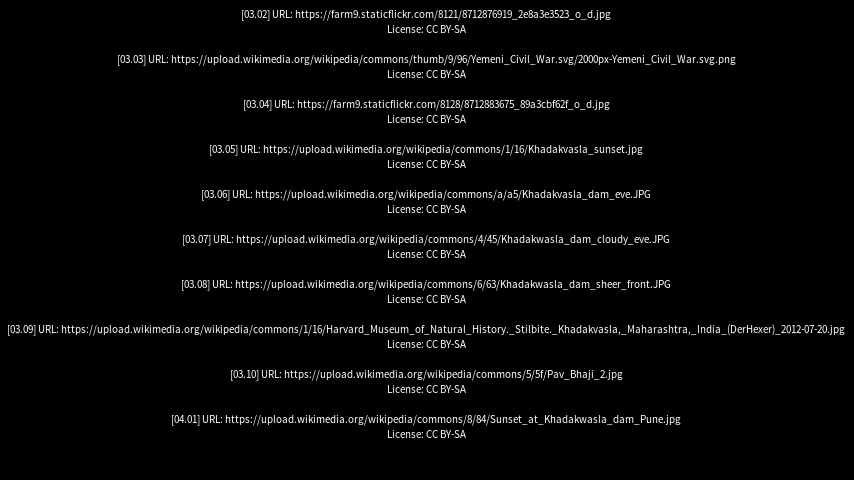 [03.02] URL: https://farm9.staticflickr.com/8121/8712876919_2e8a3e3523_o_d.jpg
License: CC BY-SA
[03.03] URL: https://upload.wikimedia.org/wikipedia/commons/thumb/9/96/Yemeni_Civil_War.svg/2000px-Yemeni_Civil_War.svg.png
License: CC BY-SA
[03.04] URL: https://farm9.staticflickr.com/8128/8712883675_89a3cbf62f_o_d.jpg
License: CC BY-SA
[03.05] URL: https://upload.wikimedia.org/wikipedia/commons/1/16/Khadakvasla_sunset.jpg
License: CC BY-SA
[03.06] URL: https://upload.wikimedia.org/wikipedia/commons/a/a5/Khadakvasla_dam_eve.JPG
License: CC BY-SA
[03.07] URL: https://upload.wikimedia.org/wikipedia/commons/4/45/Khadakwasla_dam_cloudy_eve.JPG
License: CC BY-SA
[03.08] URL: https://upload.wikimedia.org/wikipedia/commons/6/63/Khadakwasla_dam_sheer_front.JPG
License: CC BY-SA
[03.09] URL: https://upload.wikimedia.org/wikipedia/commons/1/16/Harvard_Museum_of_Natural_History._Stilbite._Khadakvasla,_Maharashtra,_India_(DerHexer)_2012-07-20.jpg
License: CC BY-SA
[03.10] URL: https://upload.wikimedia.org/wikipedia/commons/5/5f/Pav_Bhaji_2.jpg
License: CC BY-SA
[04.01] URL: https://upload.wikimedia.org/wikipedia/commons/8/84/Sunset_at_Khadakwasla_dam_Pune.jpg
License: CC BY-SA